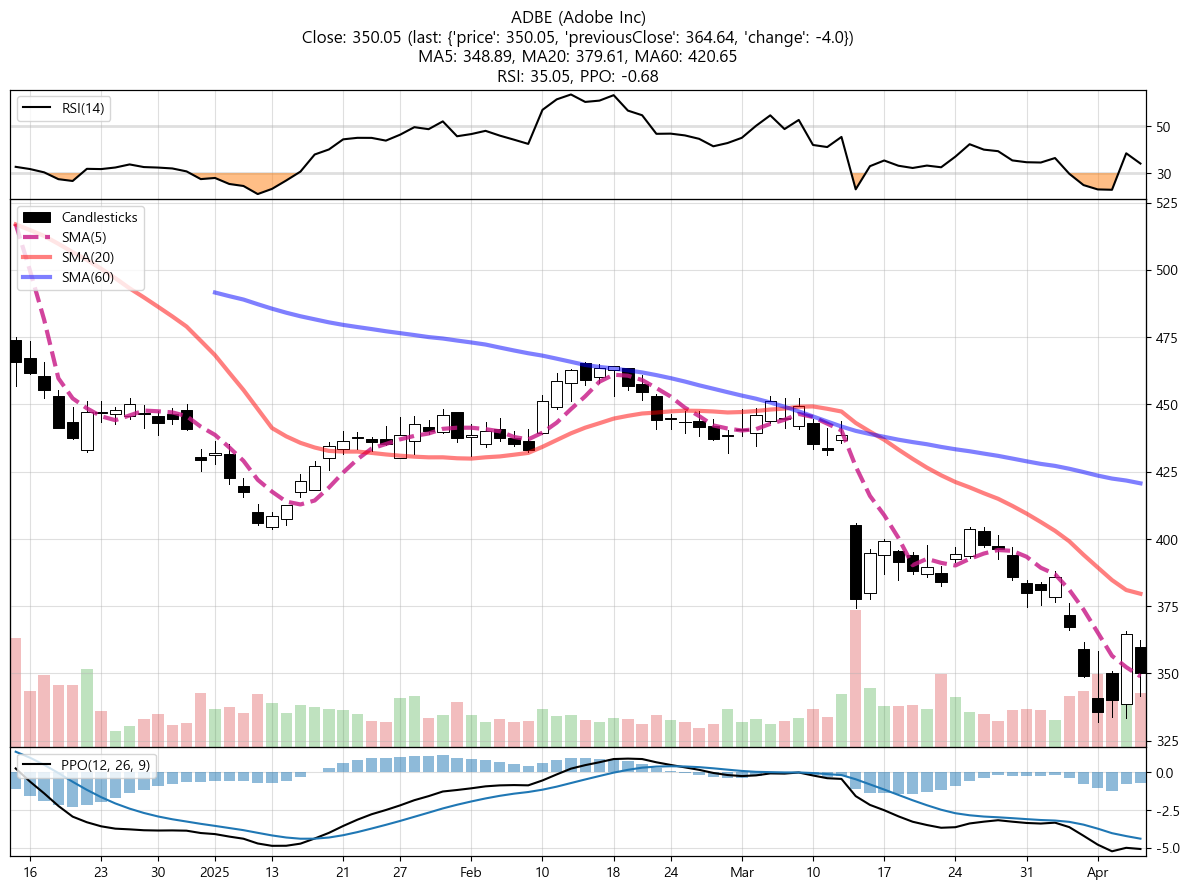 ADBE (Adobe Inc)
Close: 350.05 (last: {'price': 350.05, 'previousClose': 364.64, 'change': -4.0})
MA5: 348.89, MA20: 379.61, MA60: 420.65
RSI: 35.05, PPO: -0.68
RSI(14)
50
30
Candlesticks
SMA(5)
SMA(20)
SMA(60)
525
500
475
450
425
400
375
350
325
PPO(12, 26, 9)
0.0
-2.5
-5.0
16 23 30 2025 13 21 27 Feb 10 18 24 Mar 10 17 24 31 Apr